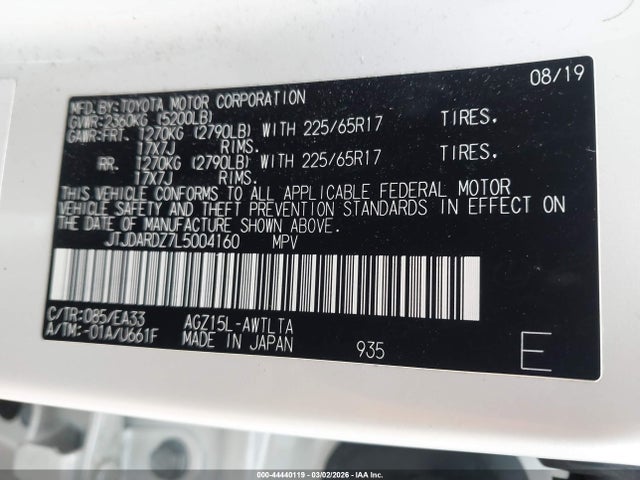 08/19
MFD.BY:TOYOTA MOTOR CORPORATION
GVWR:2360KG (5200LB)
GAWR:FRT. 1270KG (2790LB) WITH 225/65R17 TIRES.
17X7J RIMS.
RR. 1270KG (2790LB) WITH 225/65R17 TIRES.
17X7J RIMS.
THIS VEHICLE CONFORMS TO ALL APPLICABLE FEDERAL MOTOR
VEHICLE SAFETY AND THEFT PREVENTION STANDARDS IN EFFECT ON
THE DATE OF MANUFACTURE SHOWN ABOVE.
JTJDARDZ7L5004160 MPV
C/TR:085/EA33 AGZ15L-AWTLTA
A/TM:-01A/U661F MADE IN JAPAN 935 E
000-44440119 - 03/02/2026 - IAA Inc.